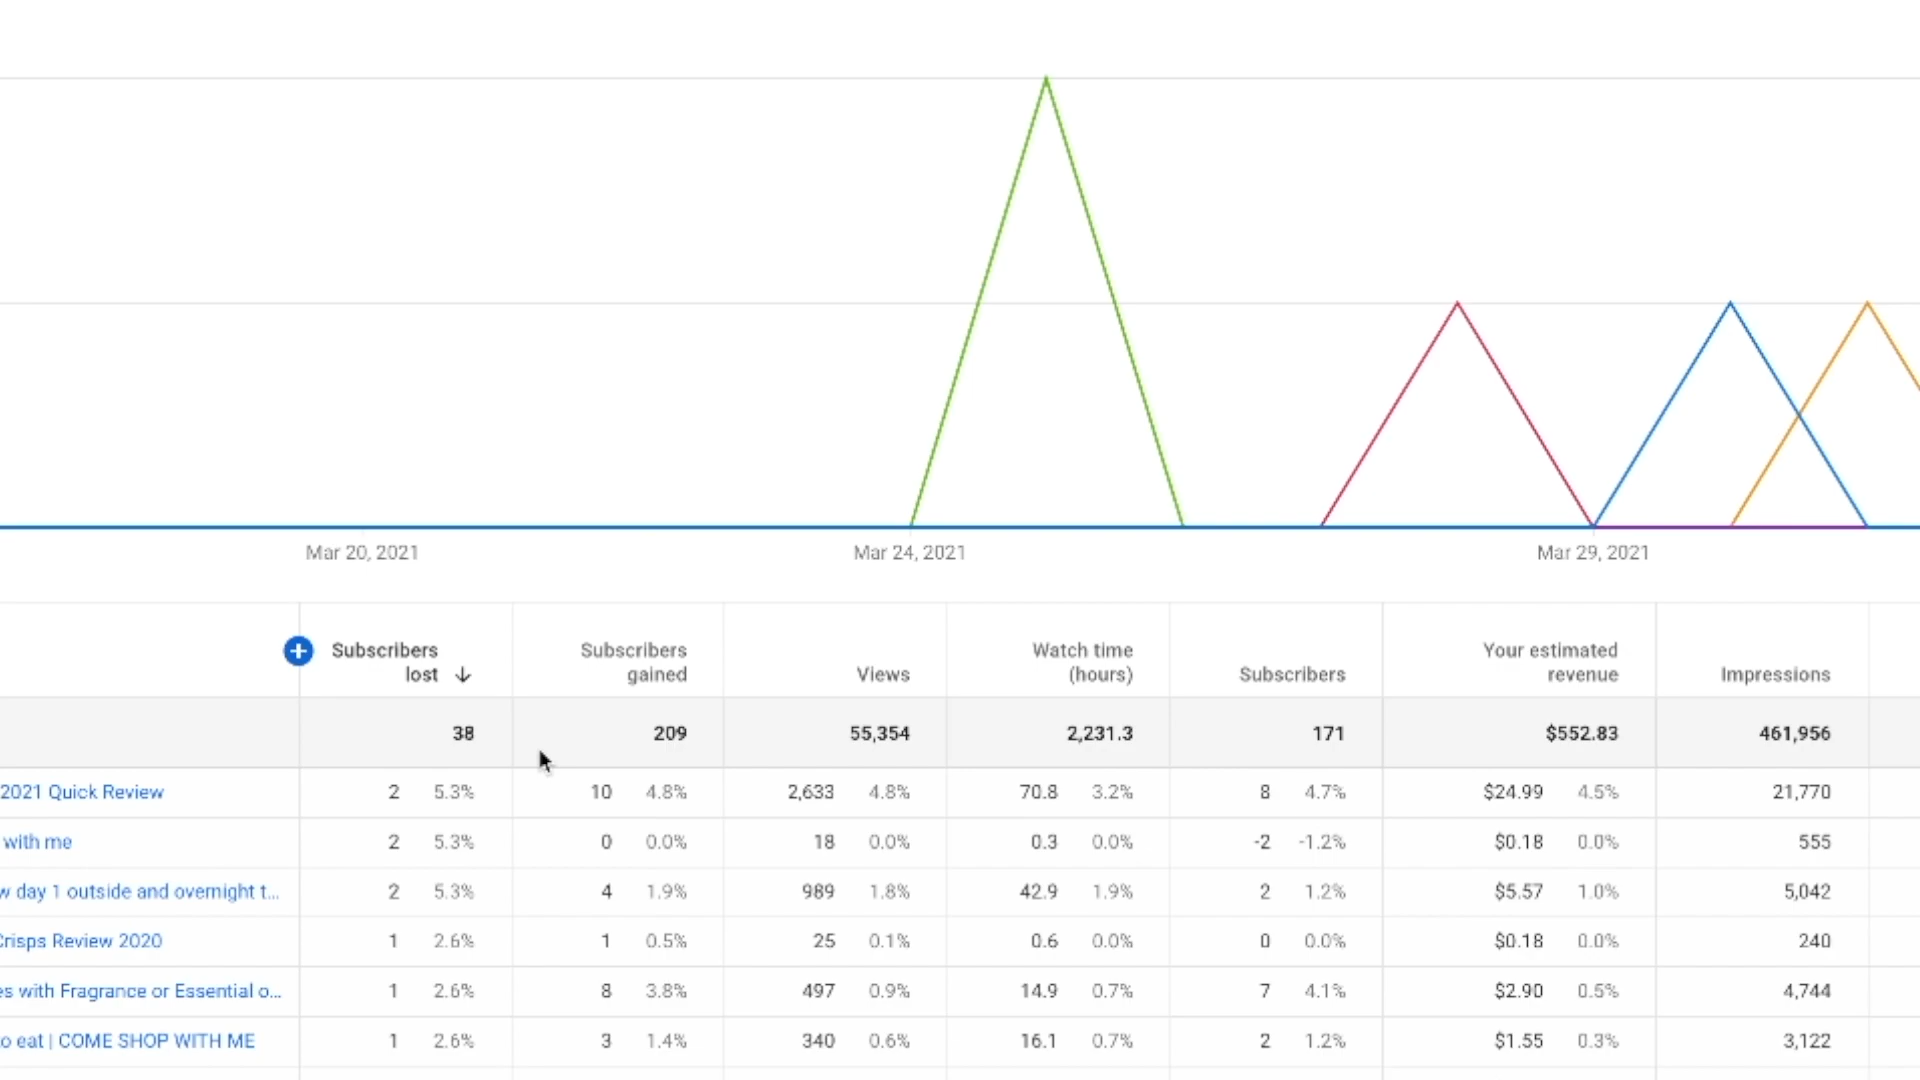 Mar 20, 2021 Mar 24, 2021 Mar 29, 2021
Subscribers lost Subscribers gained Views Watch time (hours) Subscribers Your estimated revenue Impressions
38 209 55,354 2,231.3 171 $552.83 461,956
2021 Quick Review 2 5.3% 10 4.8% 2,633 4.8% 70.8 3.2% 8 4.7% $24.99 4.5% 21,770
with me 2 5.3% 0 0.0% 18 0.0% 0.3 0.0% -2 -1.2% $0.18 0.0% 555
w day 1 outside and overnight t... 2 5.3% 4 1.9% 989 1.8% 42.9 1.9% 2 1.2% $5.57 1.0% 5,042
Crisps Review 2020 1 2.6% 1 0.5% 25 0.1% 0.6 0.0% 0 0.0% $0.18 0.0% 240
es with Fragrance or Essential o... 1 2.6% 8 3.8% 497 0.9% 14.9 0.7% 7 4.1% $2.90 0.5% 4,744
o eat | COME SHOP WITH ME 1 2.6% 3 1.4% 340 0.6% 16.1 0.7% 2 1.2% $1.55 0.3% 3,122